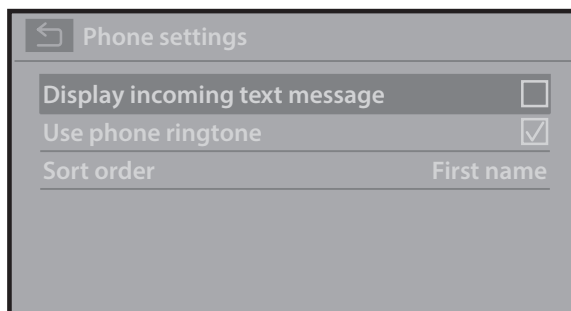 Phone settings
Display incoming text message
Use phone ringtone
Sort order First name